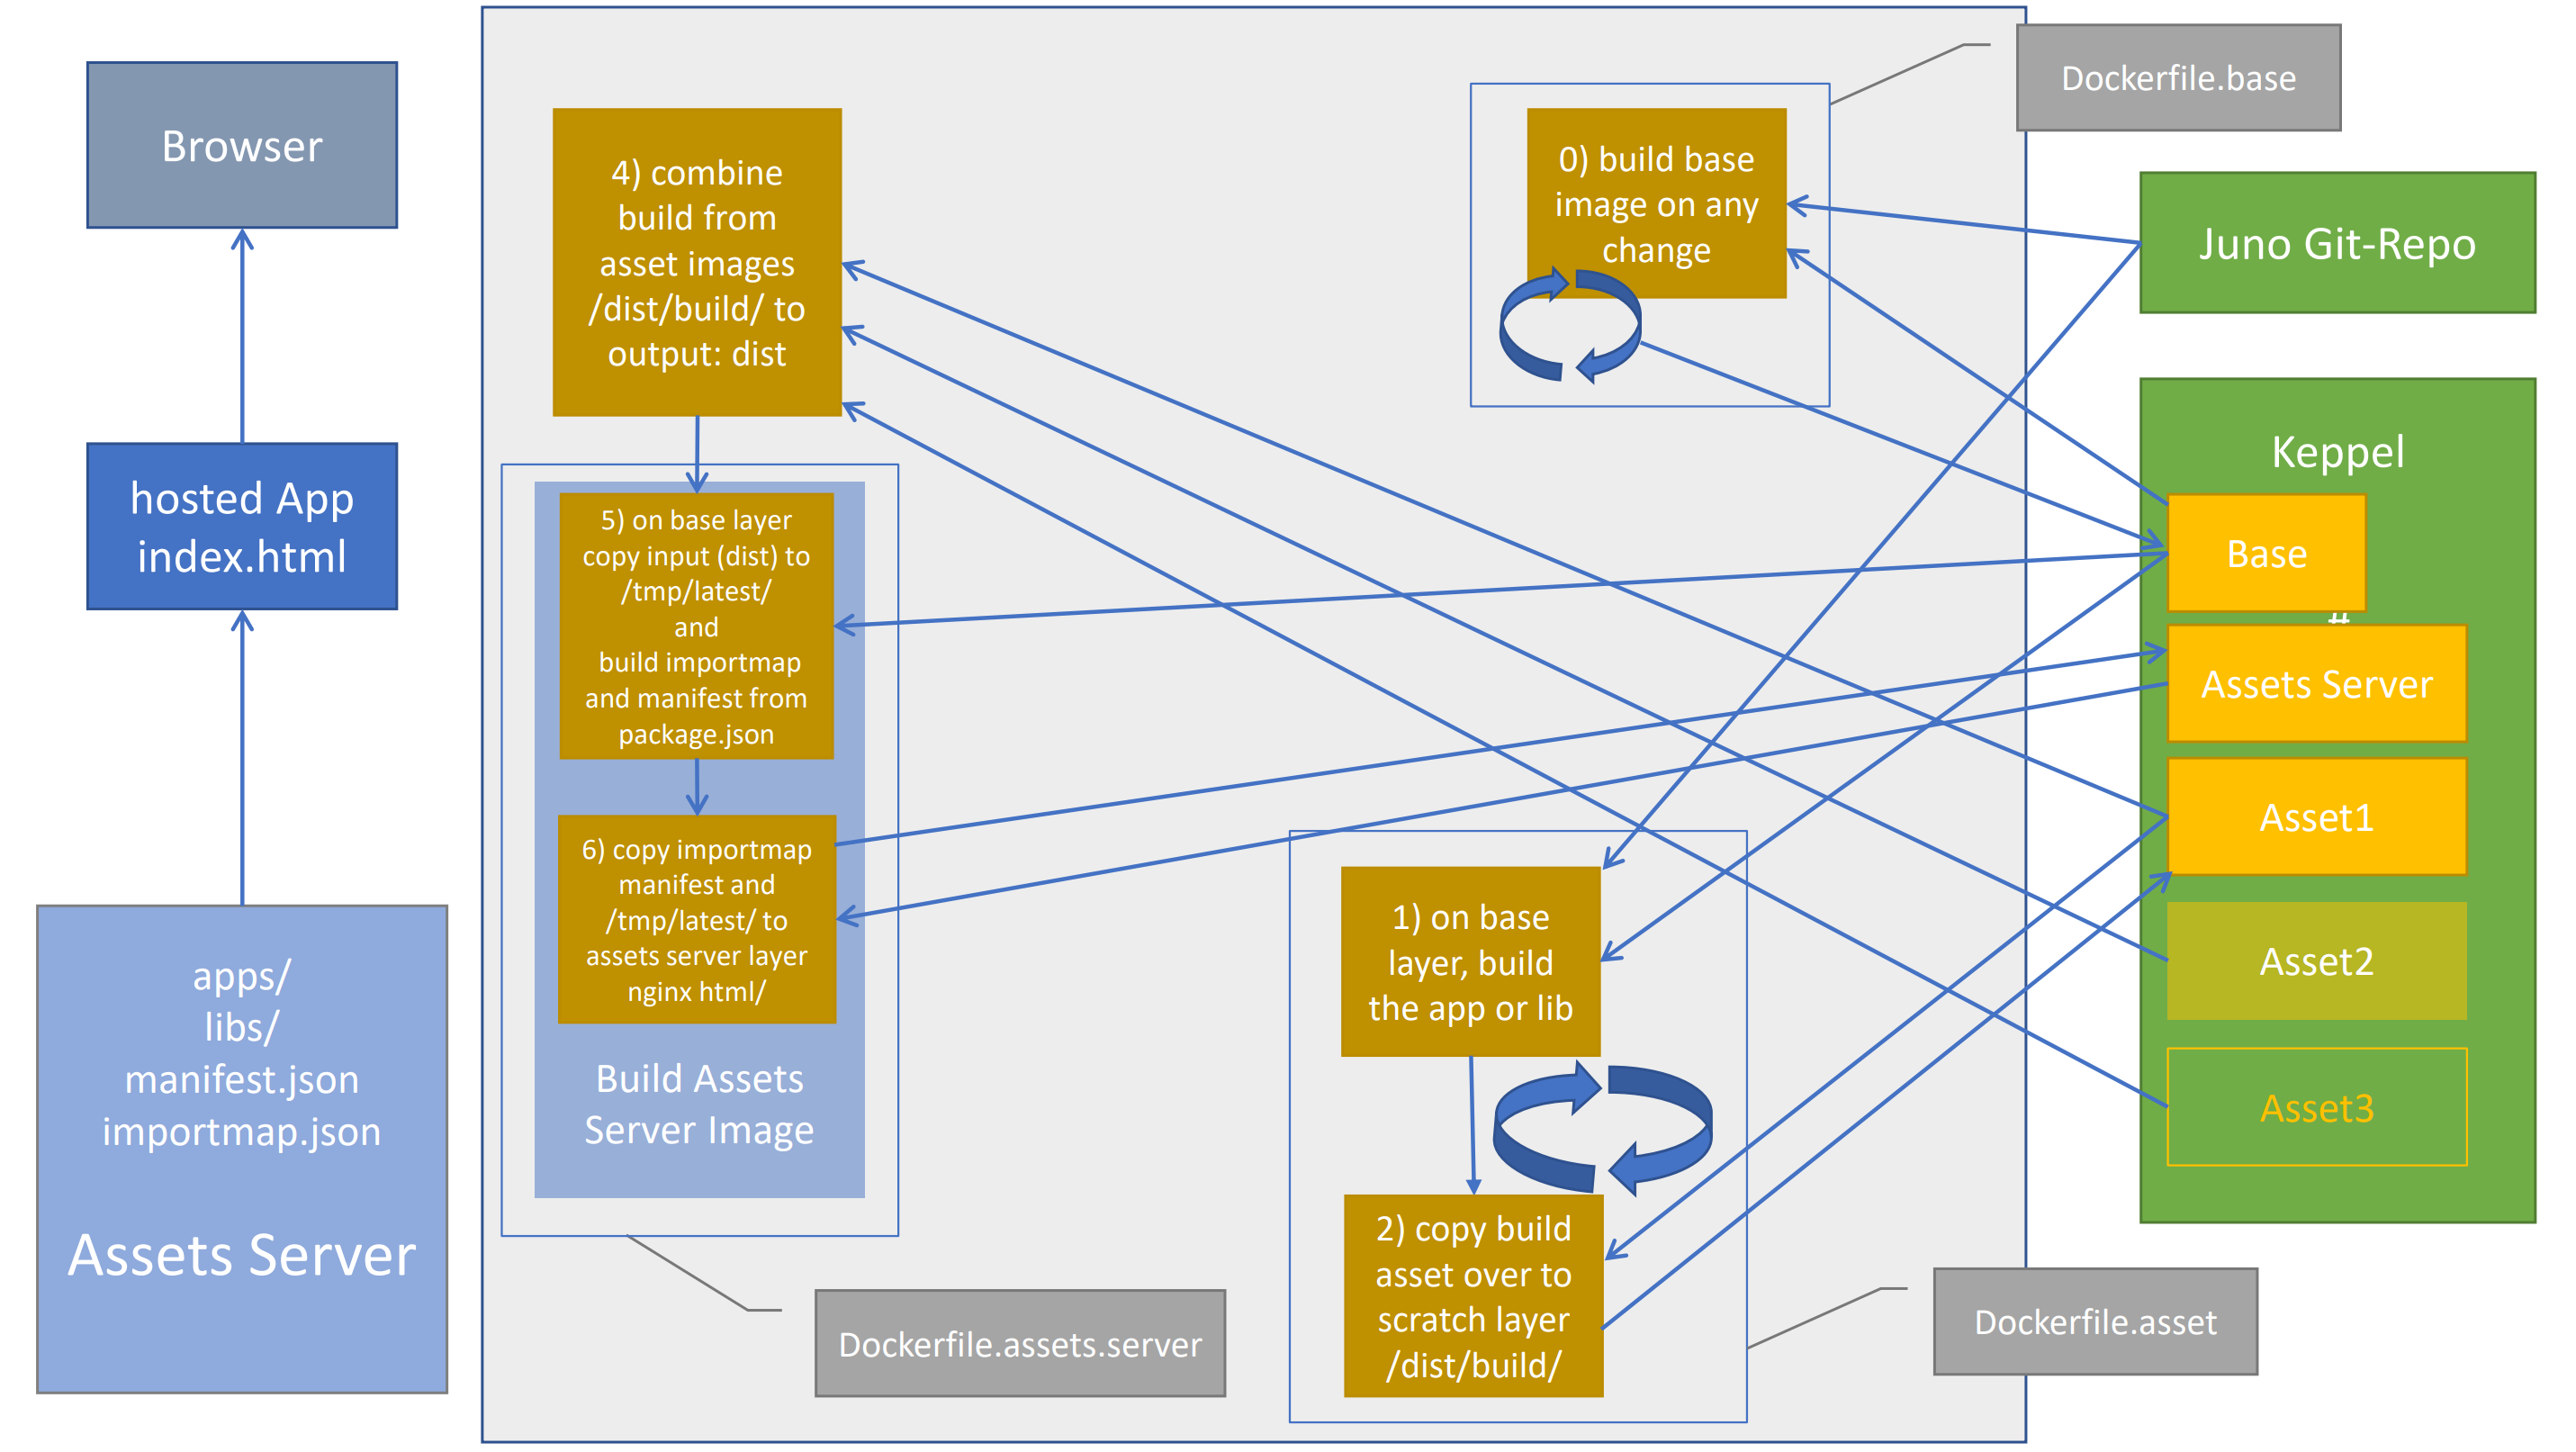 Browser
hosted App
index.html
apps/
libs/
manifest.json
importmap.json
Assets Server
4) combine
build from
asset images
/dist/build/ to
output: dist
5) on base layer
copy input (dist) to
/tmp/latest/
and
build importmap
and manifest from
package.json
6) copy importmap
manifest and
/tmp/latest/ to
assets server layer
nginx html/
Build Assets
Server Image
Dockerfile.assets.server
0) build base
image on any
change
Dockerfile.base
1) on base
layer, build
the app or lib
2) copy build
asset over to
scratch layer
/dist/build/
Dockerfile.asset
Juno Git-Repo
Keppel
Base
#
Assets Server
Asset1
Asset2
Asset3